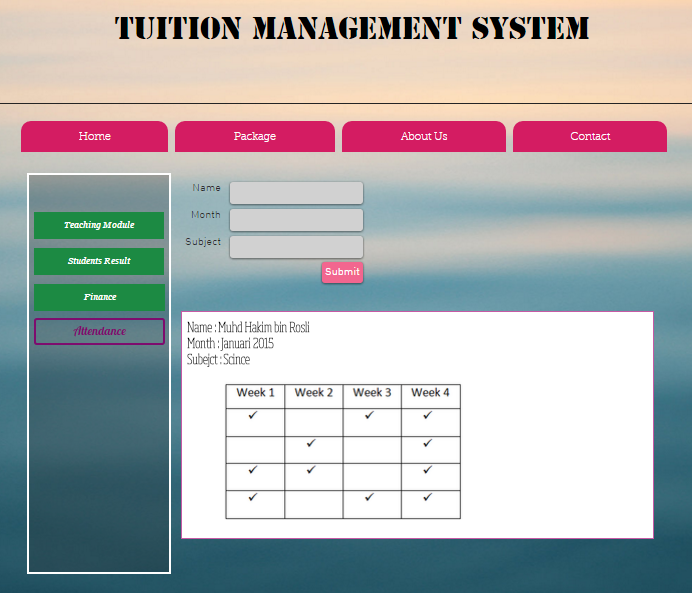 TUITION MANAGEMENT SYSTEM
Home Package About Us Contact
Name
Month
Subject
Submit
Teaching Module
Students Result
Finance
Attendance
Name : Muhd Hakim bin Rosli
Month : Januari 2015
Subejct : Scince
Week 1 Week 2 Week 3 Week 4
✓ ✓ ✓
✓ ✓
✓ ✓ ✓
✓ ✓ ✓